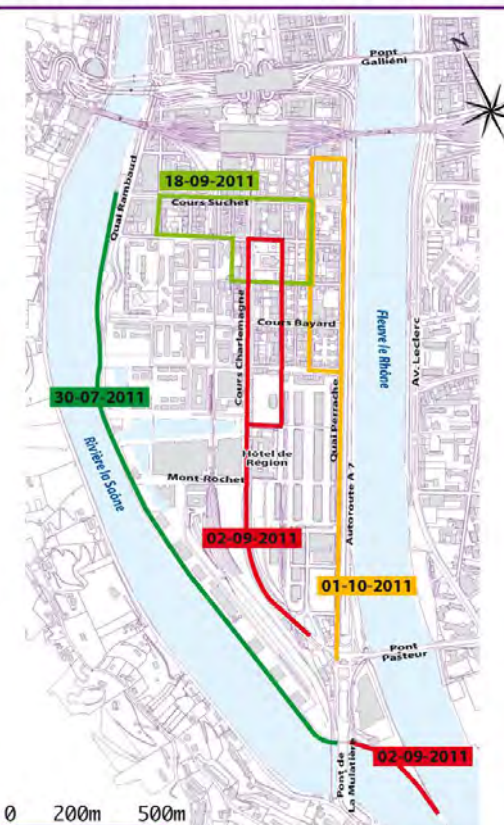 Pont
Galliéni
N
18-09-2011
Cours Suchet
Quai Rambaud
Cours Charlemagne
Cours Bayard
Fleuve le Rhône
Av. Leclerc
30-07-2011
Rivière la Saône
Quai Perrache
Hôtel de
Région
Mont-Rochet
Autoroute A 7
02-09-2011
01-10-2011
Pont
Pasteur
Pont de
La Mulatière
02-09-2011
0 200m 500m